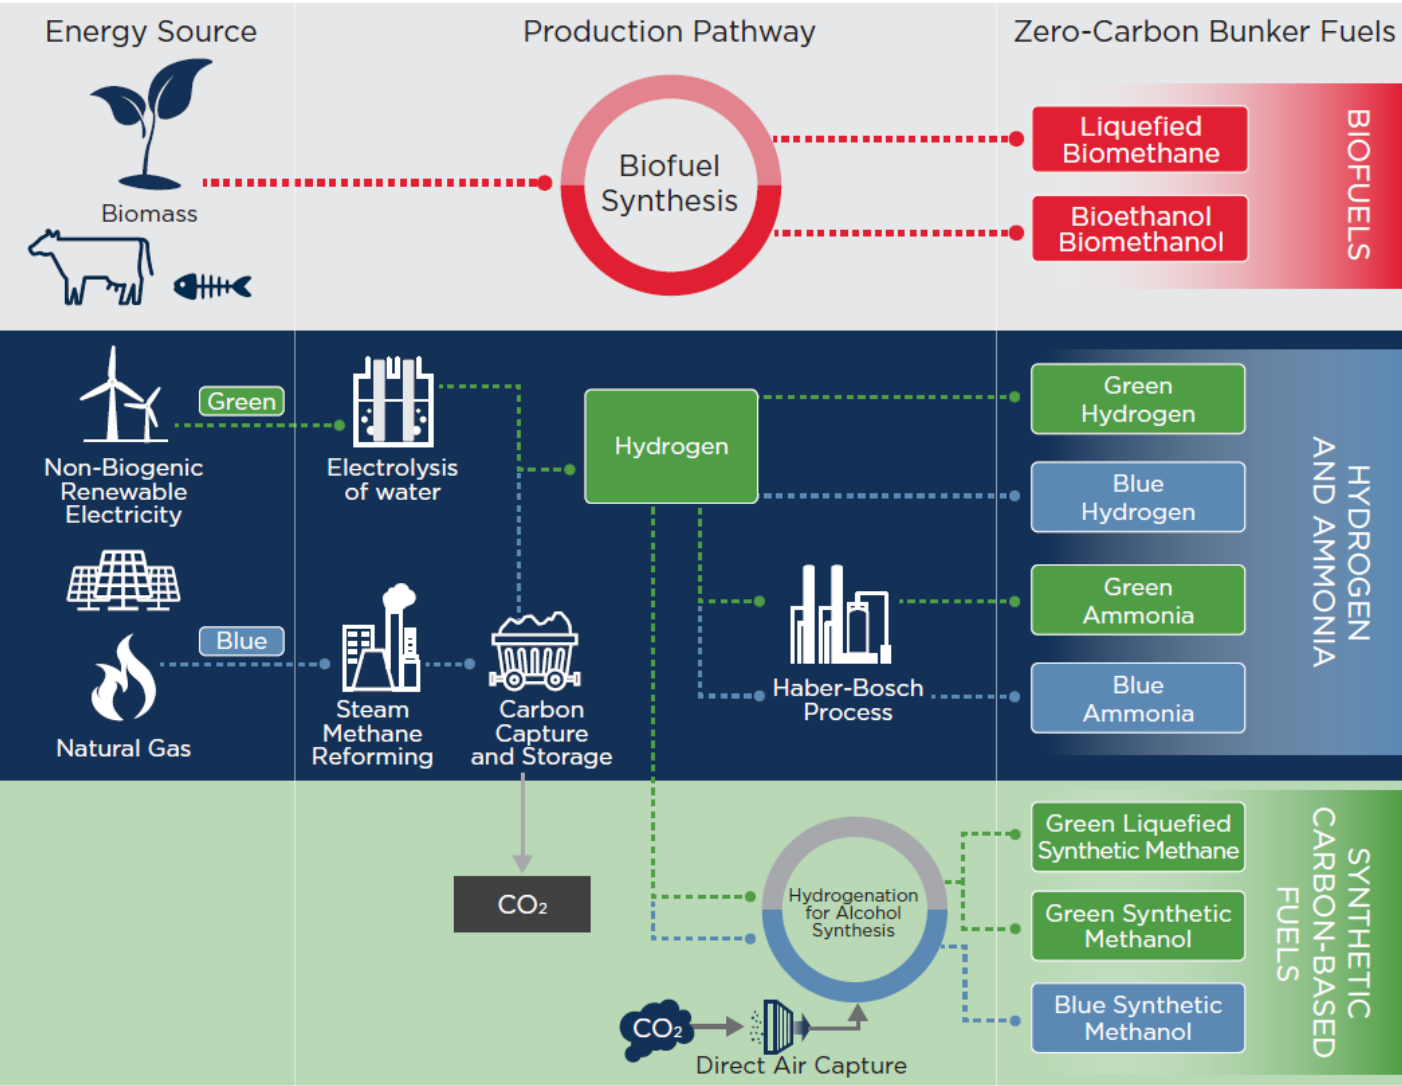 Energy Source
Production Pathway
Zero-Carbon Bunker Fuels
Biomass
Biofuel
Synthesis
Liquefied
Biomethane
Bioethanol
Biomethanol
BIOFUELS
Green
Non-Biogenic
Renewable
Electricity
Electrolysis
of water
Hydrogen
Green
Hydrogen
Blue
Hydrogen
Green
Ammonia
Blue
Ammonia
HYDROGEN
AND AMMONIA
Blue
Natural Gas
Steam
Methane
Reforming
Carbon
Capture
and Storage
Haber-Bosch
Process
CO₂
Hydrogenation
for Alcohol
Synthesis
CO₂
Direct Air Capture
Green Liquefied
Synthetic Methane
Green Synthetic
Methanol
Blue Synthetic
Methanol
SYNTHETIC
CARBON-BASED
FUELS